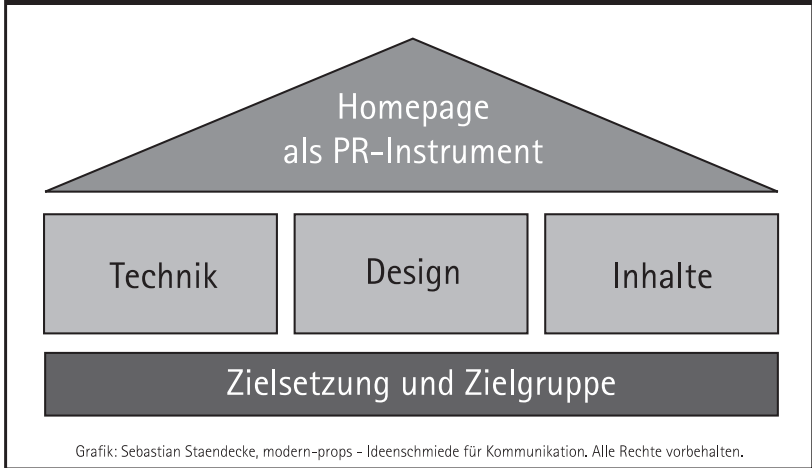 Homepage
als PR-Instrument
Technik
Design
Inhalte
Zielsetzung und Zielgruppe
Grafik: Sebastian Staendecke, modern-props - Ideenschmiede für Kommunikation. Alle Rechte vorbehalten.